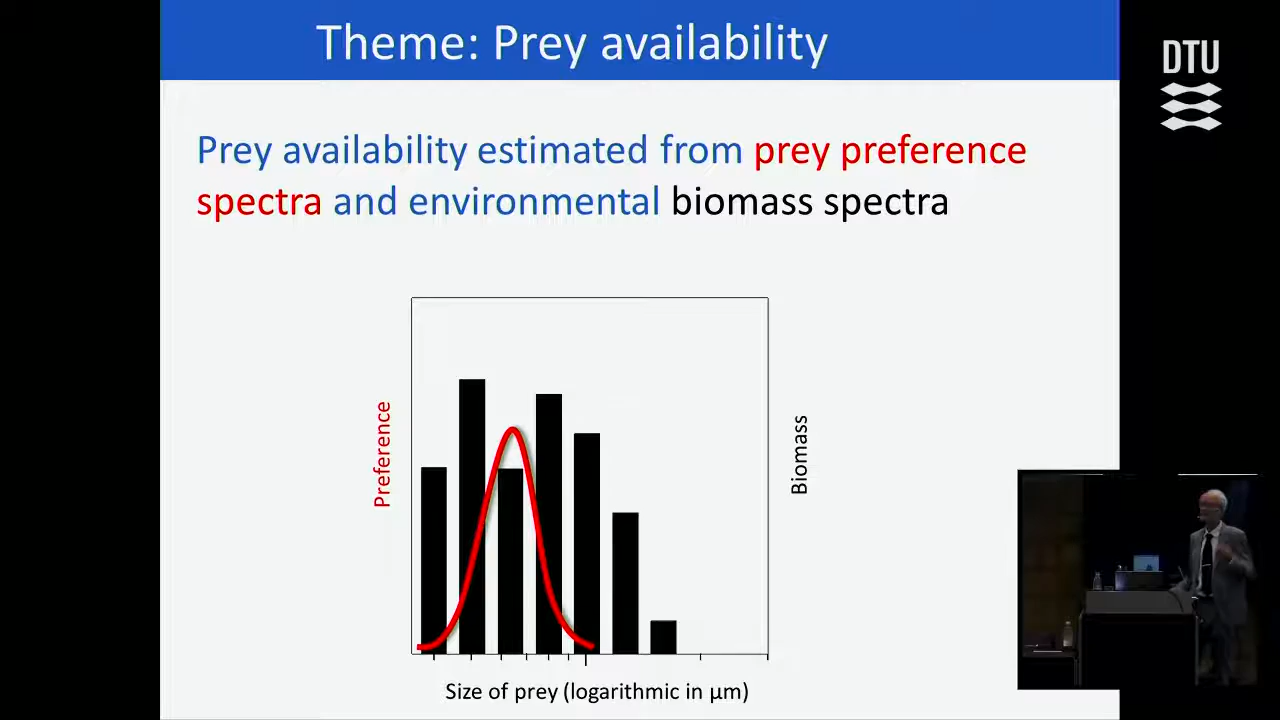 Theme: Prey availability
DTU
Prey availability estimated from prey preference
spectra and environmental biomass spectra
Preference
Biomass
Size of prey (logarithmic in µm)